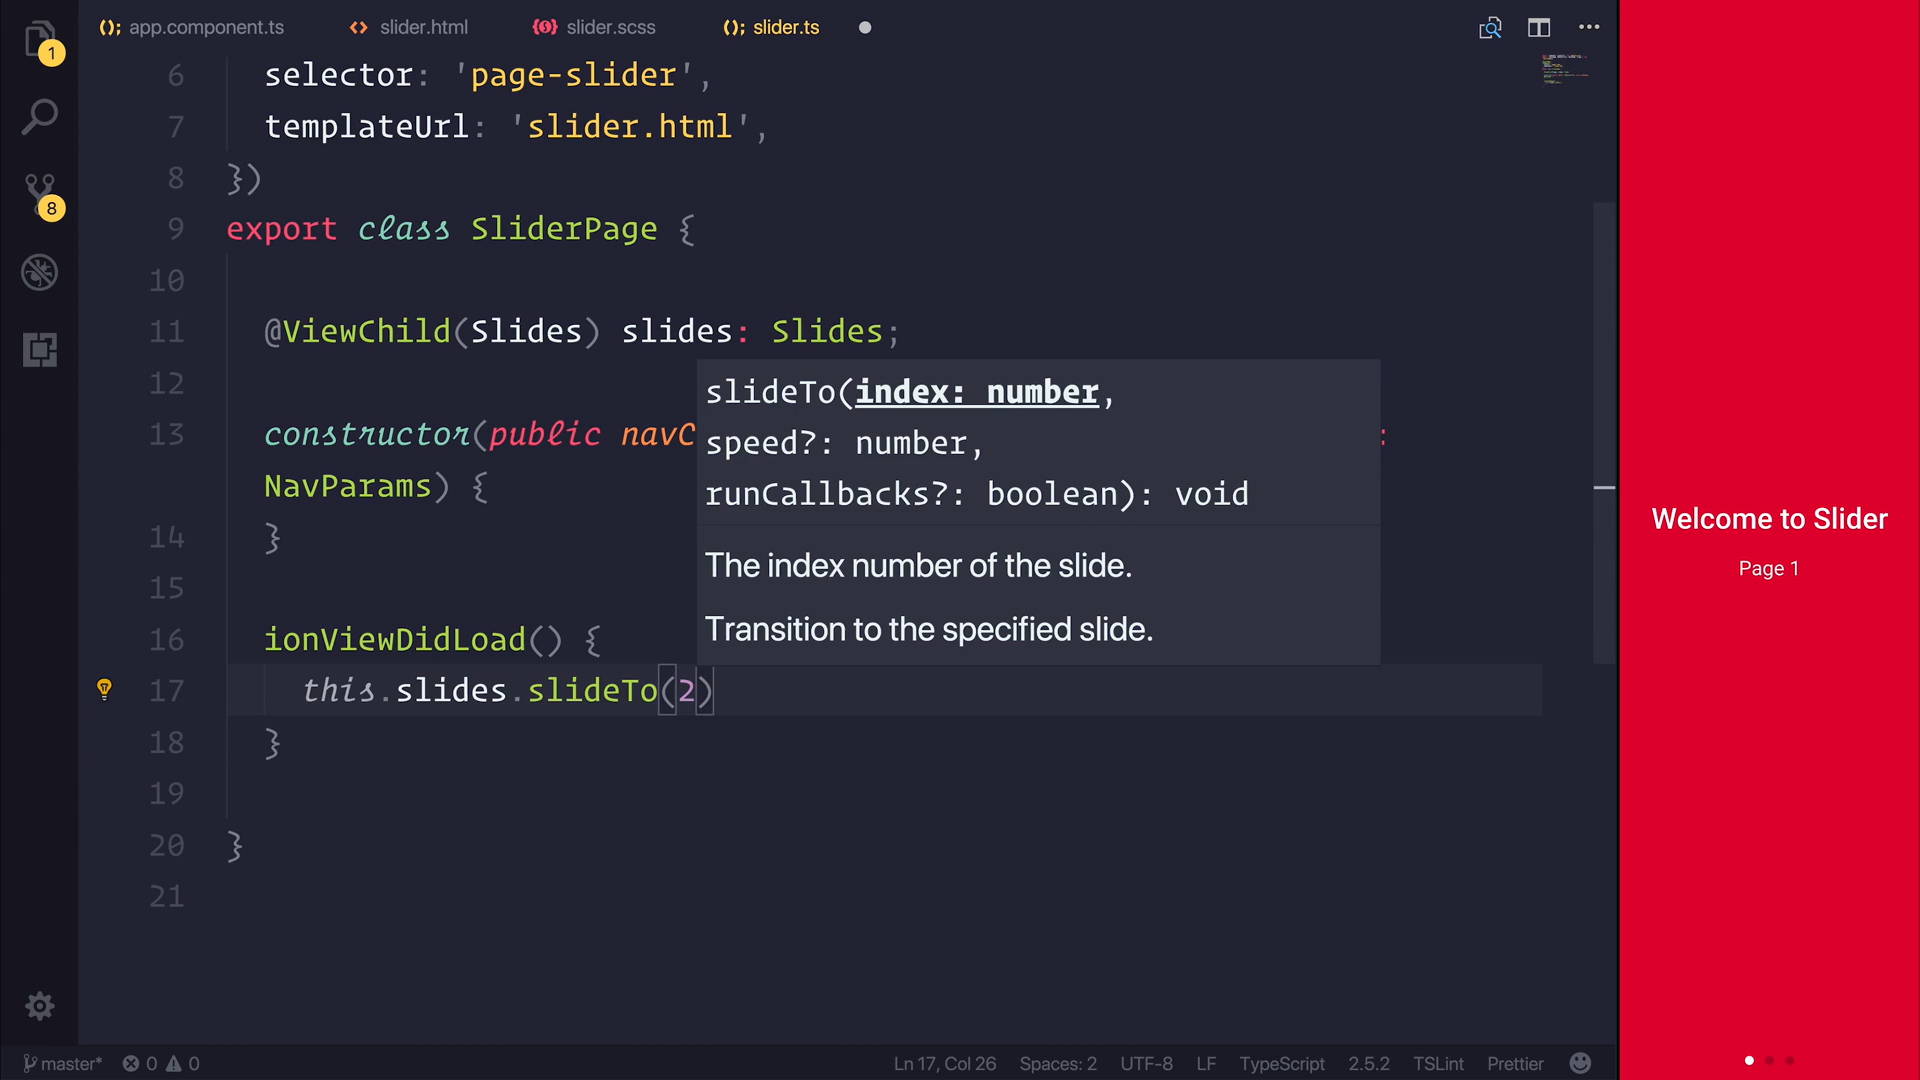 (); app.component.ts <> slider.html slider.scss (); slider.ts
1
8
6 selector: 'page-slider',
7 templateUrl: 'slider.html',
8 })
9 export class SliderPage {
10
11 @ViewChild(Slides) slides: Slides;
12
13 constructor(public navC :
NavParams) {
14 }
15
16 ionViewDidLoad() {
17 this.slides.slideTo(2)
18 }
19
20 }
21
slideTo(index: number,
speed?: number,
runCallbacks?: boolean): void
The index number of the slide.
Transition to the specified slide.
Welcome to Slider
Page 1
master* 0 0 Ln 17, Col 26 Spaces: 2 UTF-8 LF TypeScript 2.5.2 TSLint Prettier